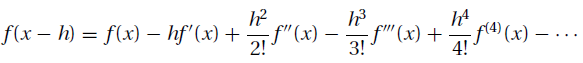 f(x − h) = f(x) − hf′(x) + h²/2! f″(x) − h³/3! f‴(x) + h⁴/4! f⁽⁴⁾(x) − ⋯